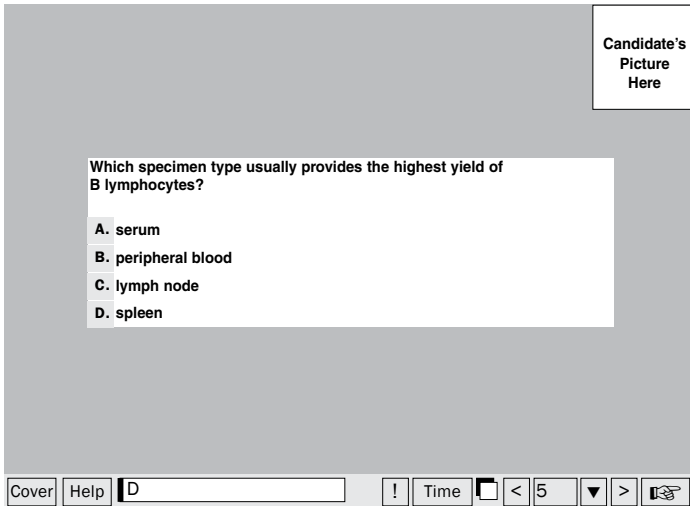 Candidate's
Picture
Here
Which specimen type usually provides the highest yield of
B lymphocytes?
A. serum
B. peripheral blood
C. lymph node
D. spleen
Cover Help D ! Time < 5 ▼ > ☞